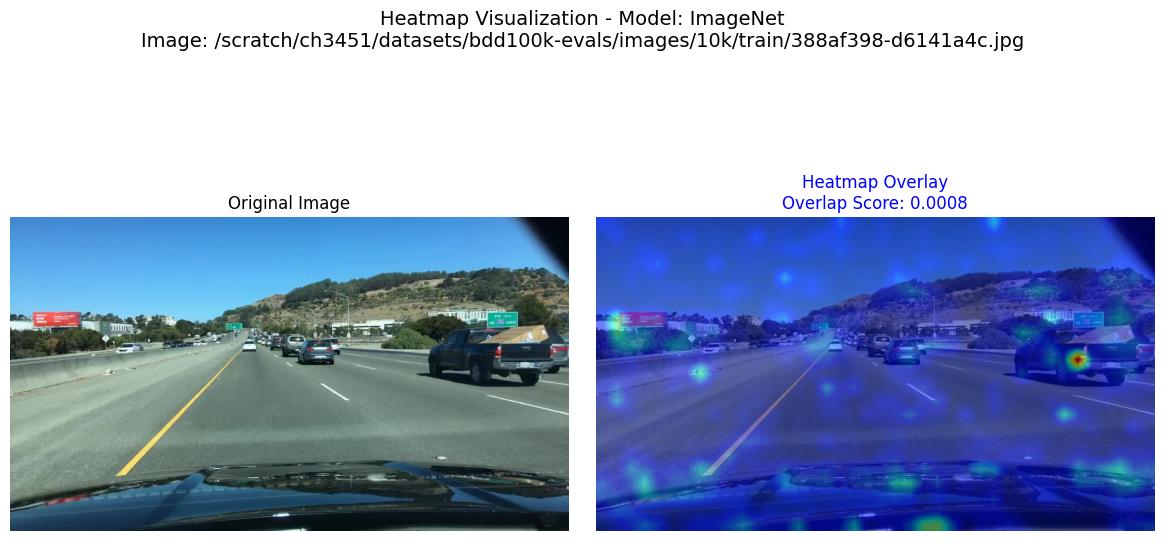 Heatmap Visualization - Model: ImageNet
Image: /scratch/ch3451/datasets/bdd100k-evals/images/10k/train/388af398-d6141a4c.jpg
Original Image
Heatmap Overlay
Overlap Score: 0.0008